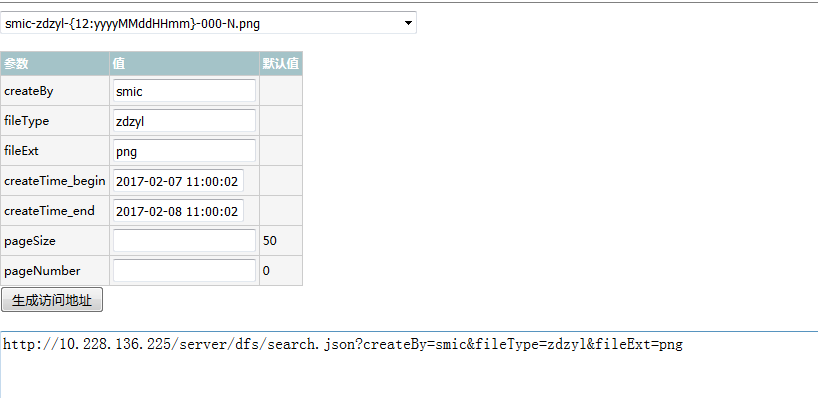 smic-zdzyl-{12:yyyyMMddHHmm}-000-N.png
参数 值 默认值
createBy smic
fileType zdzyl
fileExt png
createTime_begin 2017-02-07 11:00:02
createTime_end 2017-02-08 11:00:02
pageSize 50
pageNumber 0
生成访问地址
http://10.228.136.225/server/dfs/search.json?createBy=smic&fileType=zdzyl&fileExt=png